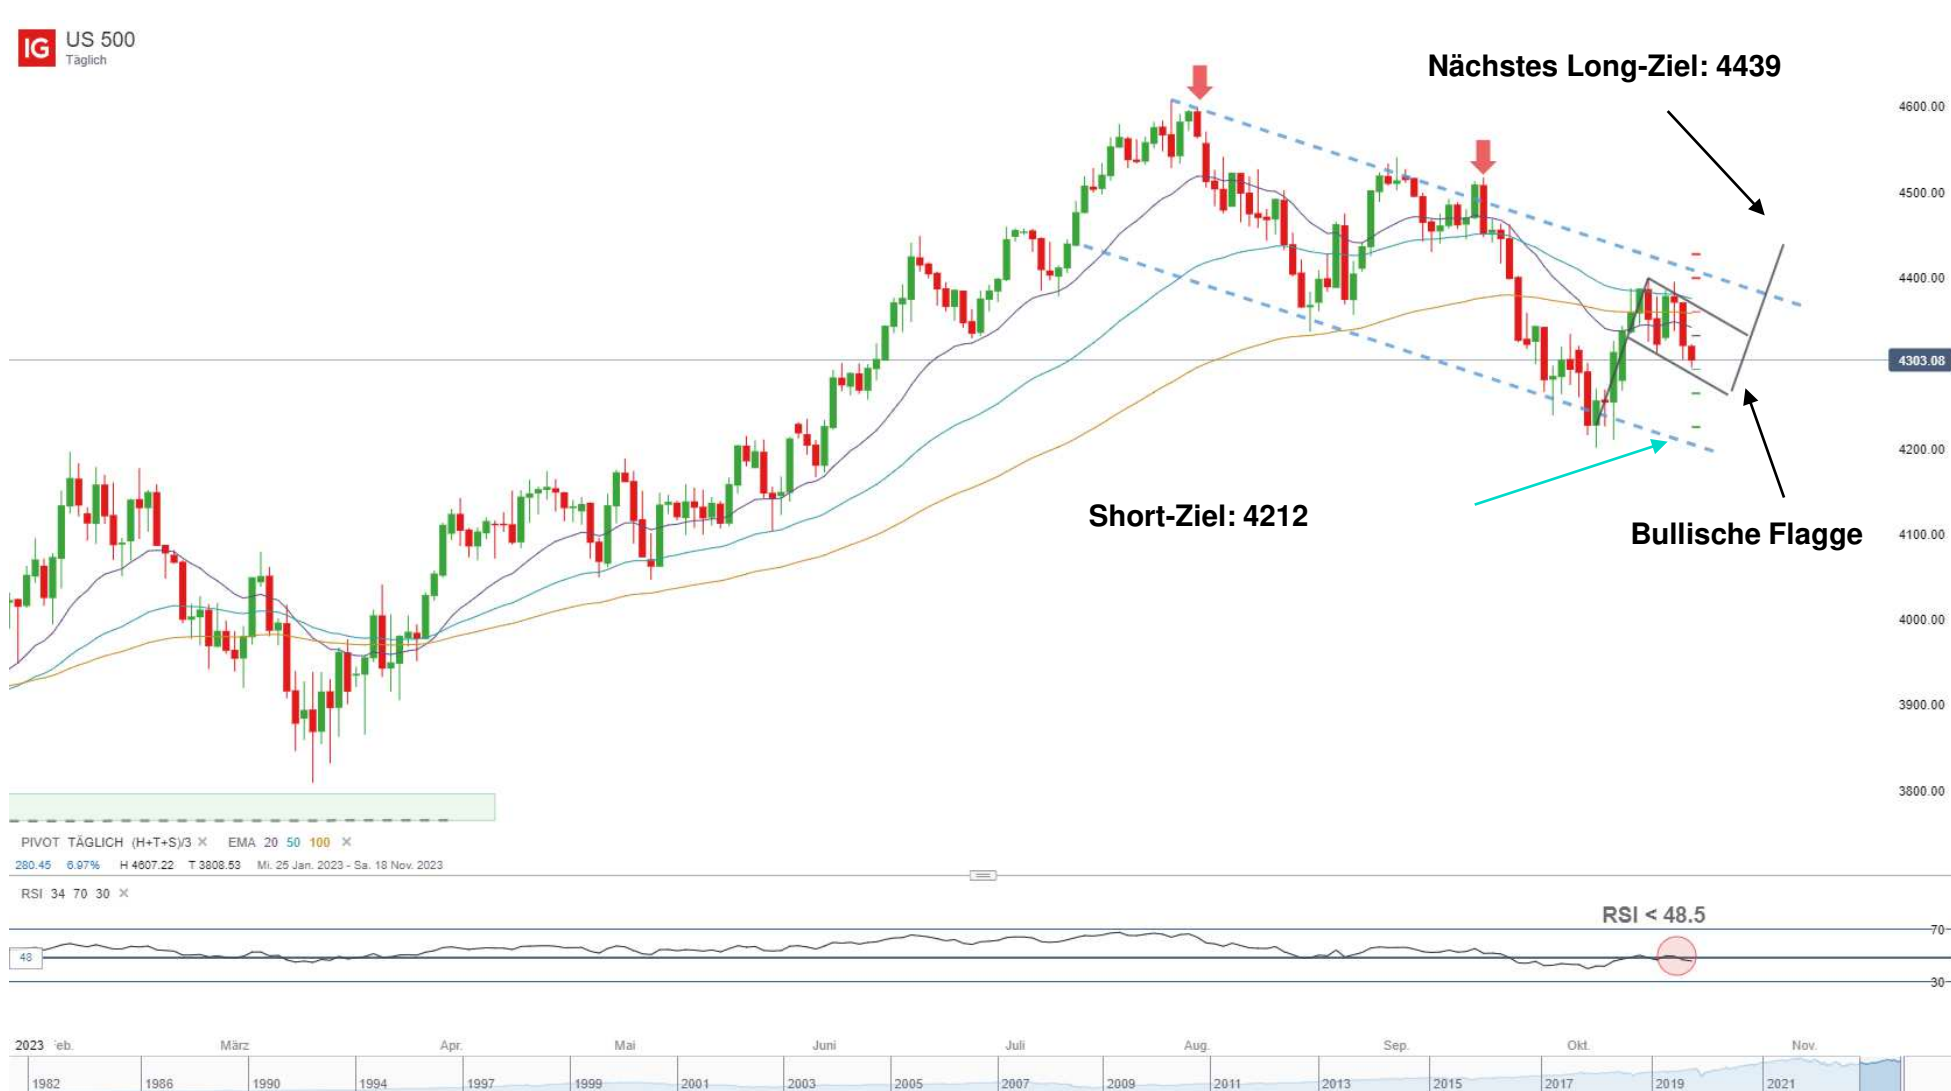 IG US 500
Täglich
Nächstes Long-Ziel: 4439
4600.00
4500.00
4400.00
4303.08
4200.00
Short-Ziel: 4212
Bullische Flagge
4100.00
4000.00
3900.00
3800.00
PIVOT TÄGLICH (H+T+S)/3 × EMA 20 50 100 ×
280.45 6.97% H 4607.22 T 3808.53 Mi. 25 Jan. 2023 - Sa. 18 Nov. 2023
RSI 34 70 30 ×
RSI < 48.5
70
48
30
2023 eb. März Apr. Mai Juni Juli Aug. Sep. Okt. Nov.
1982 1986 1990 1994 1997 1999 2001 2003 2005 2007 2009 2011 2013 2015 2017 2019 2021